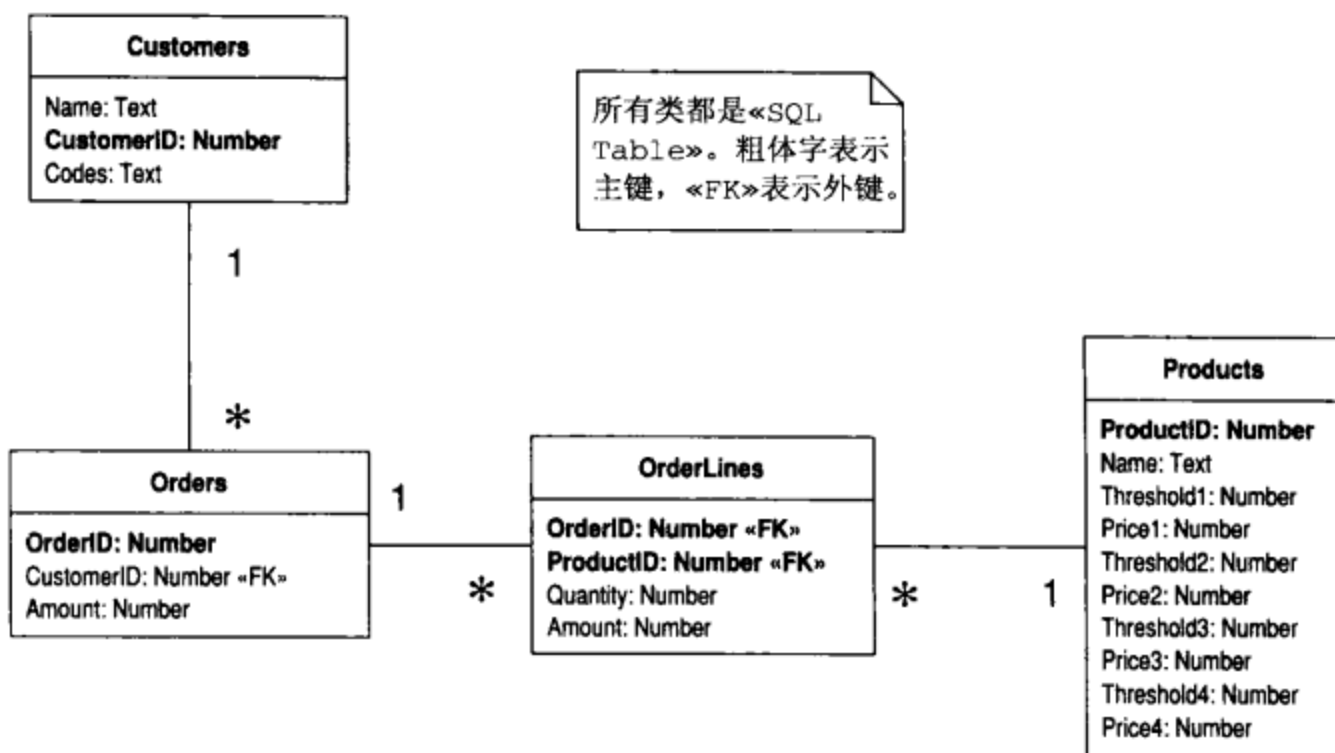 Customers
Name: Text
CustomerID: Number
Codes: Text
所有类都是«SQL
Table»。粗体字表示
主键，«FK»表示外键。
1
*
Orders
OrderID: Number
CustomerID: Number «FK»
Amount: Number
1
*
OrderLines
OrderID: Number «FK»
ProductID: Number «FK»
Quantity: Number
Amount: Number
*
1
Products
ProductID: Number
Name: Text
Threshold1: Number
Price1: Number
Threshold2: Number
Price2: Number
Threshold3: Number
Price3: Number
Threshold4: Number
Price4: Number